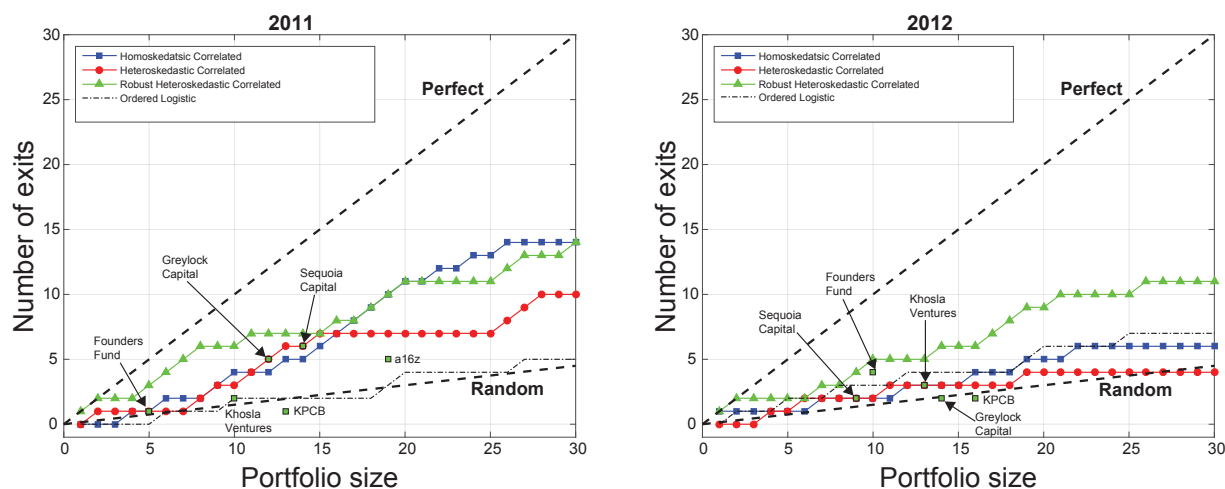 2011
Number of exits
30
25
20
15
10
5
0
Homoskedatsic Correlated
Heteroskedastic Correlated
Robust Heteroskedastic Correlated
Ordered Logistic
Perfect
Greylock
Capital
Sequoia
Capital
Founders
Fund
a16z
Random
Khosla
Ventures
KPCB
0 5 10 15 20 25 30
Portfolio size
2012
Number of exits
30
25
20
15
10
5
0
Homoskedatsic Correlated
Heteroskedastic Correlated
Robust Heteroskedastic Correlated
Ordered Logistic
Perfect
Founders
Fund
Khosla
Ventures
Sequoia
Capital
Random
KPCB
Greylock
Capital
0 5 10 15 20 25 30
Portfolio size